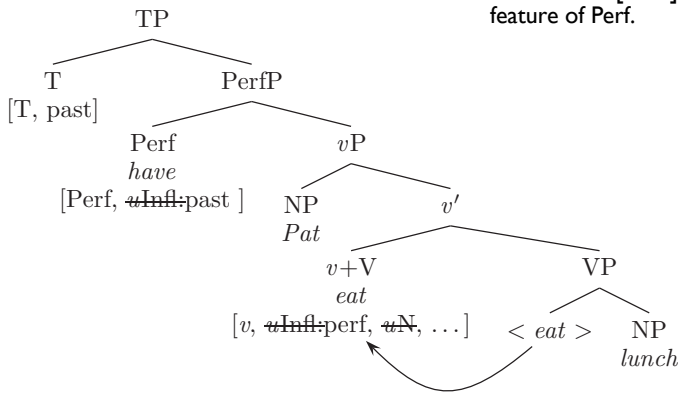 feature of Perf.
TP
T
[T, past]
PerfP
Perf
have
[Perf, uInfl:past ]
vP
NP
Pat
v′
v+V
eat
[v, uInfl:perf, uN, … ]
VP
< eat >
NP
lunch